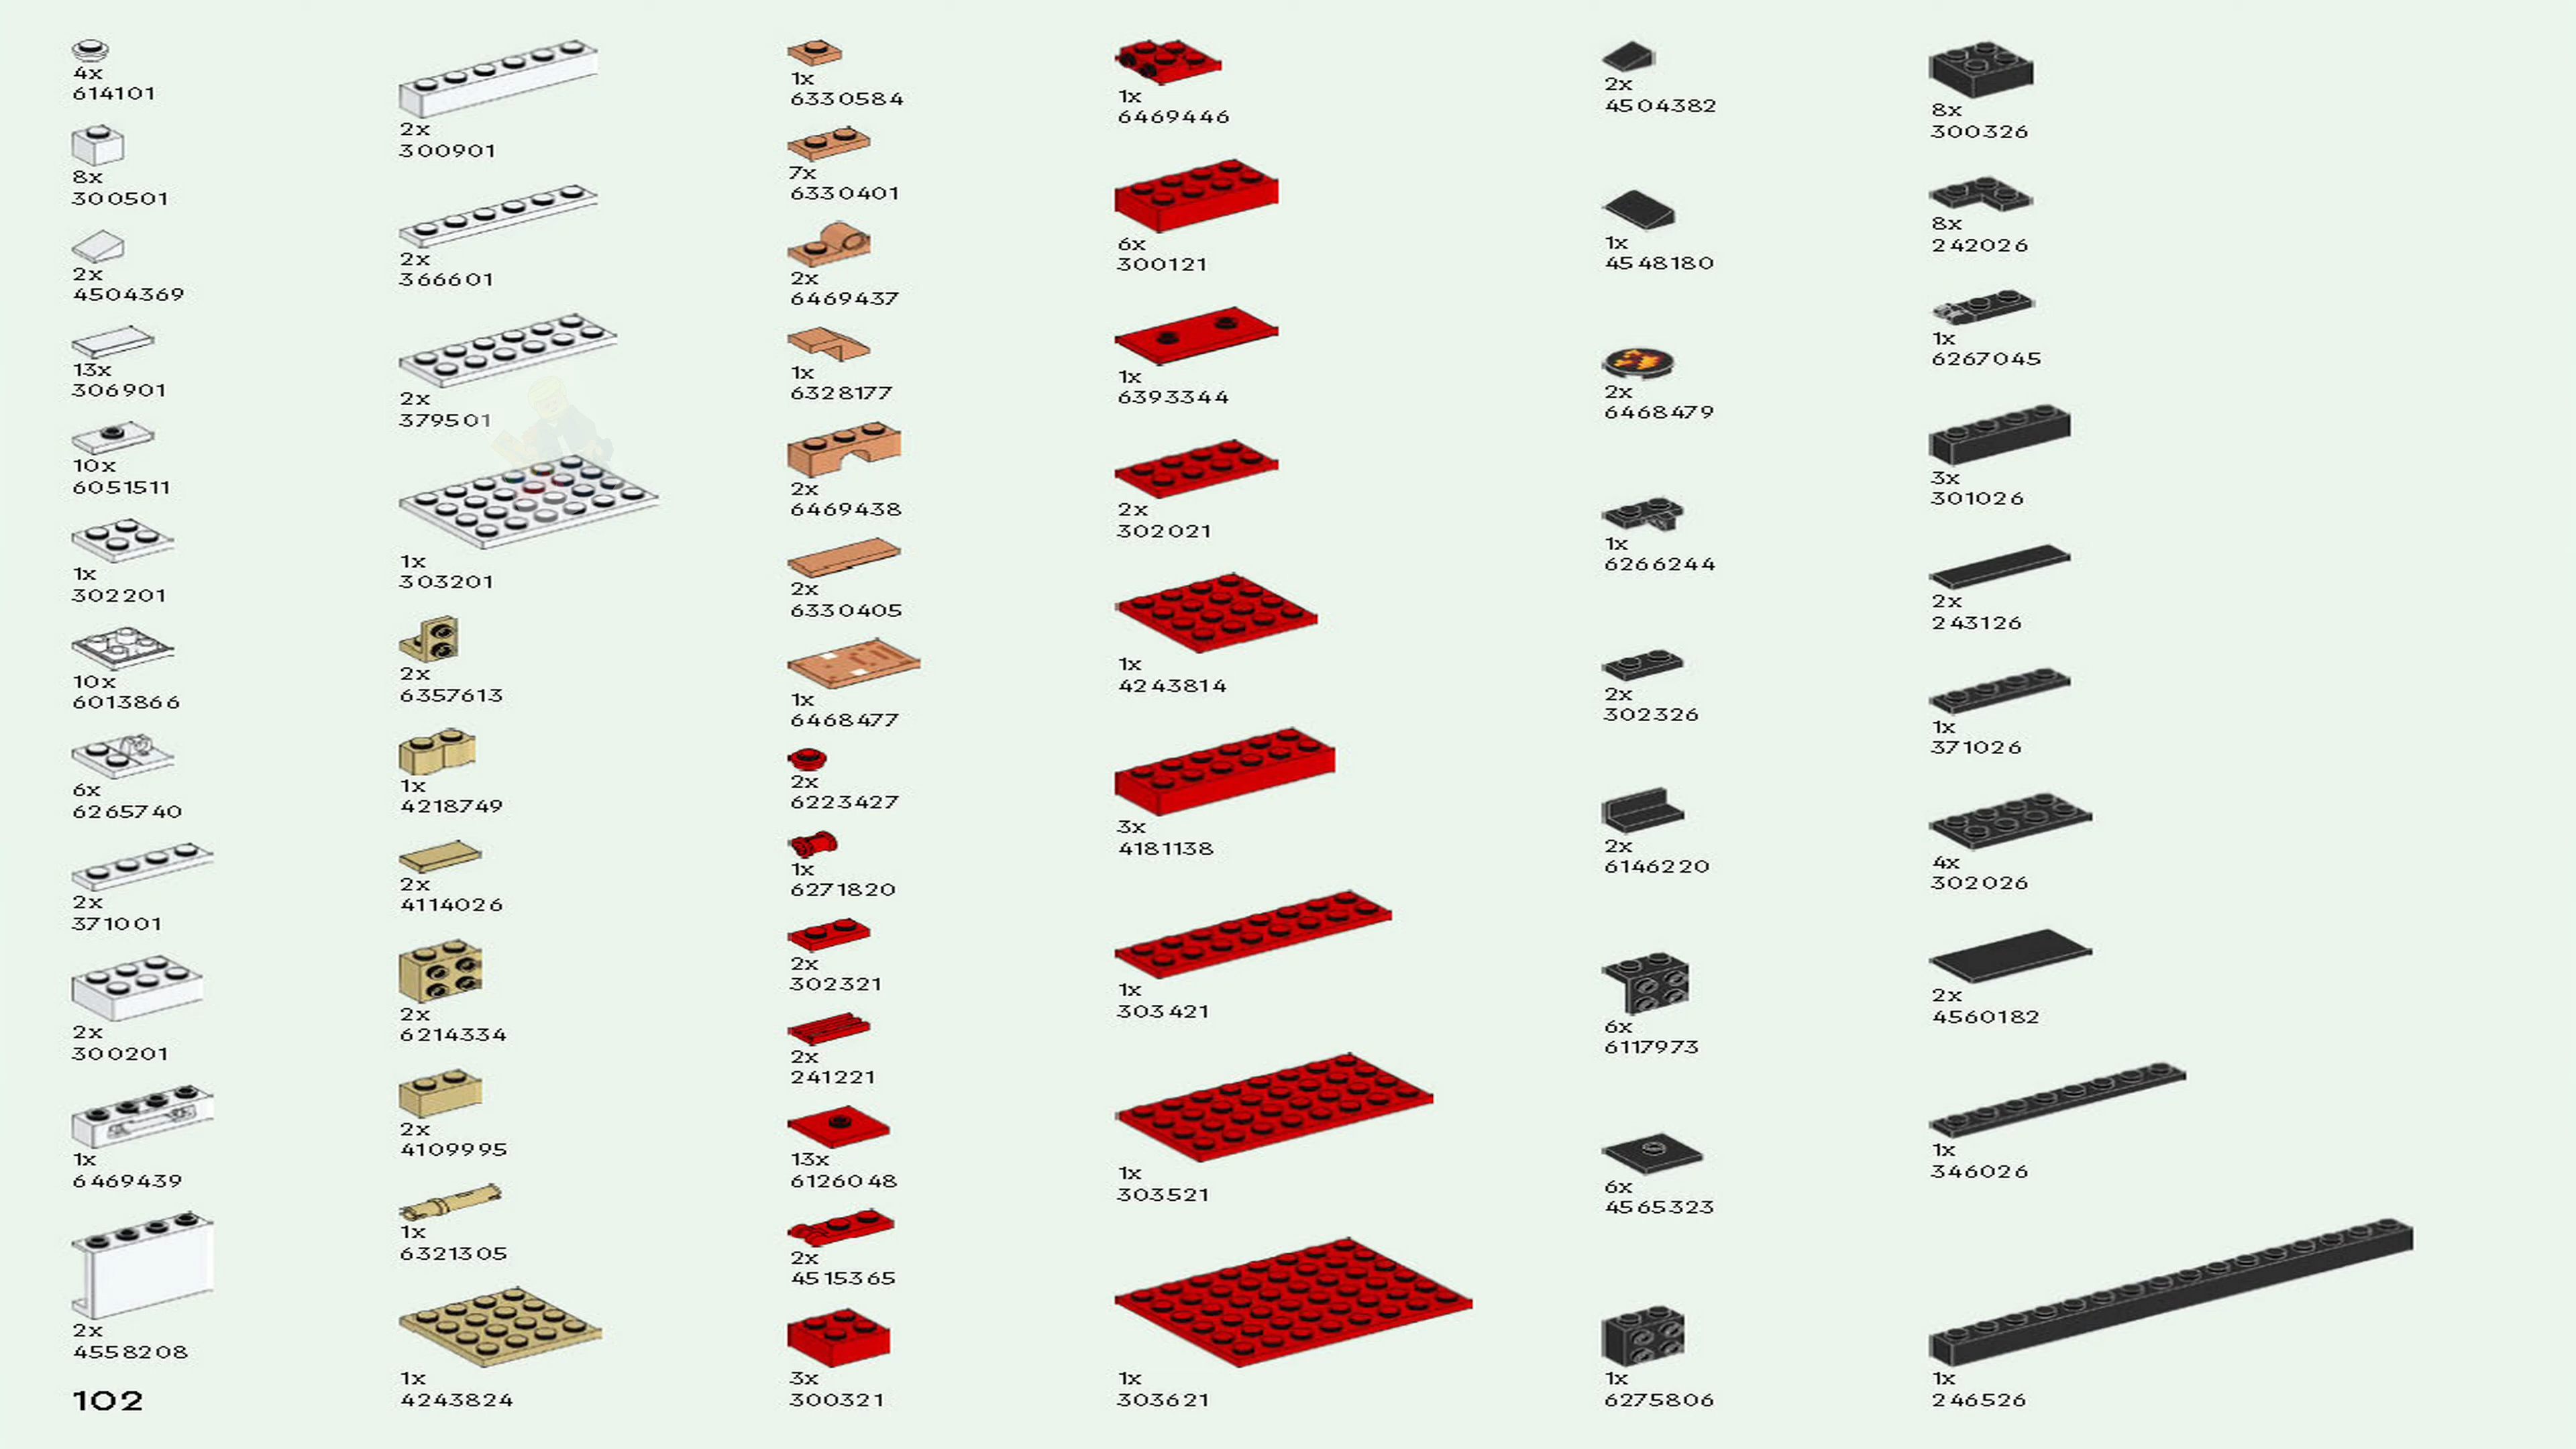 4x
614101
8x
300501
2x
4504369
13x
306901
10x
6051511
1x
302201
10x
6013866
6x
6265740
2x
371001
2x
300201
1x
6469439
2x
4558208
102
2x
300901
2x
366601
2x
379501
1x
303201
2x
6357613
1x
4218749
2x
4114026
2x
6214334
2x
4109995
1x
6321305
1x
4243824
1x
6330584
7x
6330401
2x
6469437
1x
6328177
2x
6469438
2x
6330405
1x
6468477
2x
6223427
1x
6271820
2x
302321
2x
241221
13x
6126048
2x
4515365
3x
300321
1x
6469446
6x
300121
1x
6393344
2x
302021
1x
4243814
3x
4181138
1x
303421
1x
303521
1x
303621
2x
4504382
1x
4548180
2x
6468479
1x
6266244
2x
302326
2x
6146220
6x
6117973
6x
4565323
1x
6275806
8x
300326
8x
242026
1x
6267045
3x
301026
2x
243126
1x
371026
4x
302026
2x
4560182
1x
346026
1x
246526